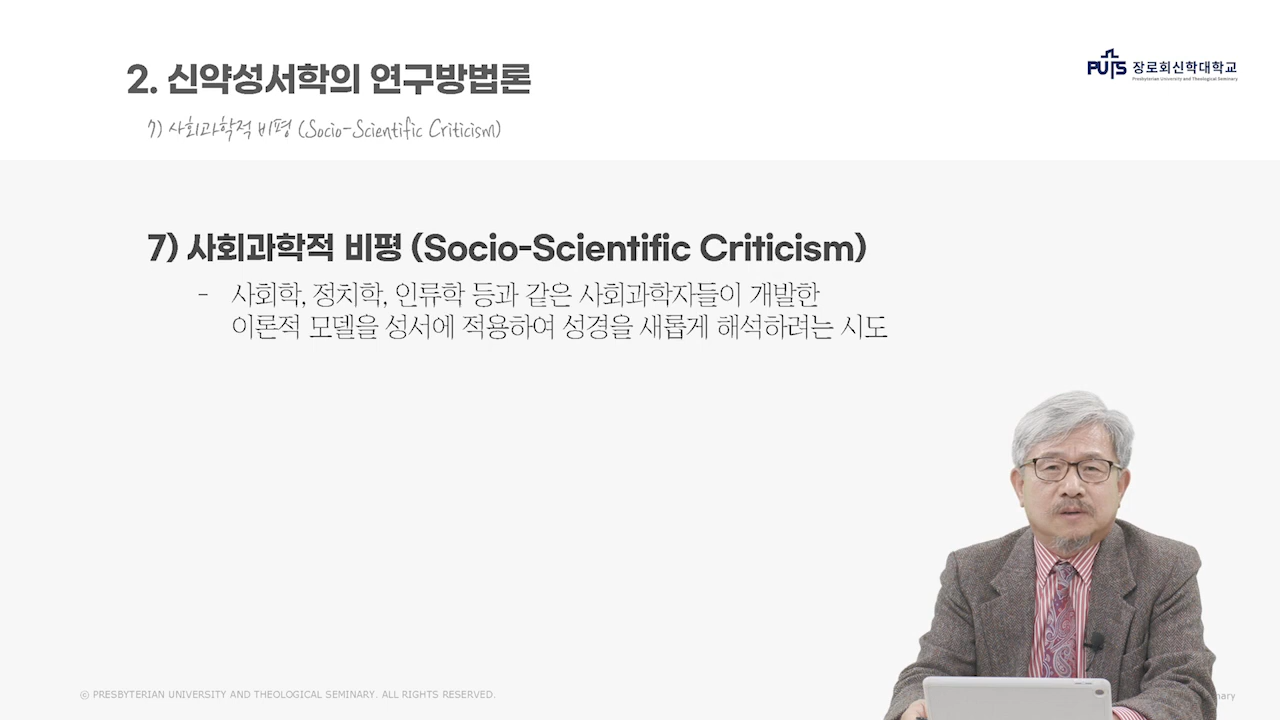 2. 신약성서학의 연구방법론
7) 사회과학적 비평 (Socio-Scientific Criticism)
PUTS 장로회신학대학교
Presbyterian University and Theological Seminary
7) 사회과학적 비평 (Socio-Scientific Criticism)
- 사회학, 정치학, 인류학 등과 같은 사회과학자들이 개발한
이론적 모델을 성서에 적용하여 성경을 새롭게 해석하려는 시도
© PRESBYTERIAN UNIVERSITY AND THEOLOGICAL SEMINARY. ALL RIGHTS RESERVED.